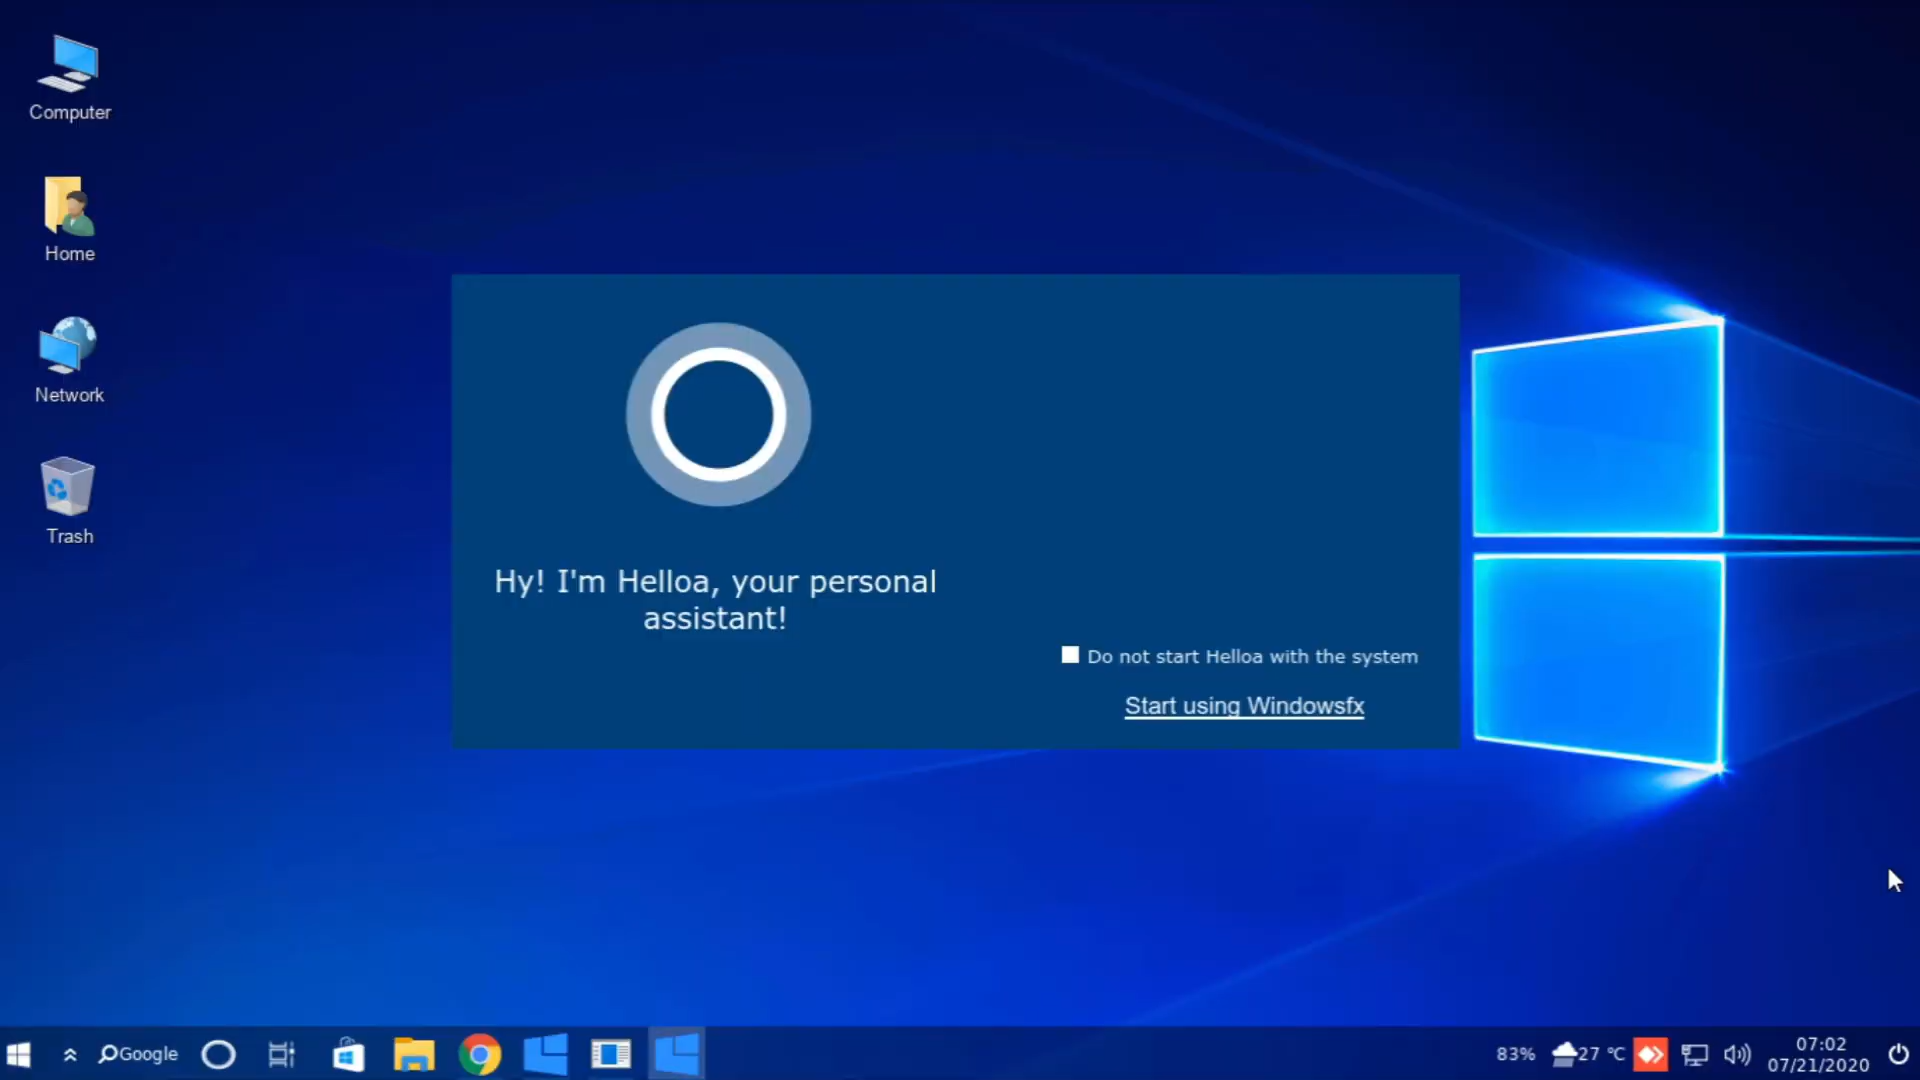 Computer
Home
Network
Trash
Hy! I'm Helloa, your personal
assistant!
Do not start Helloa with the system
Start using Windowsfx
Google
83%
27 °C
07:02
07/21/2020